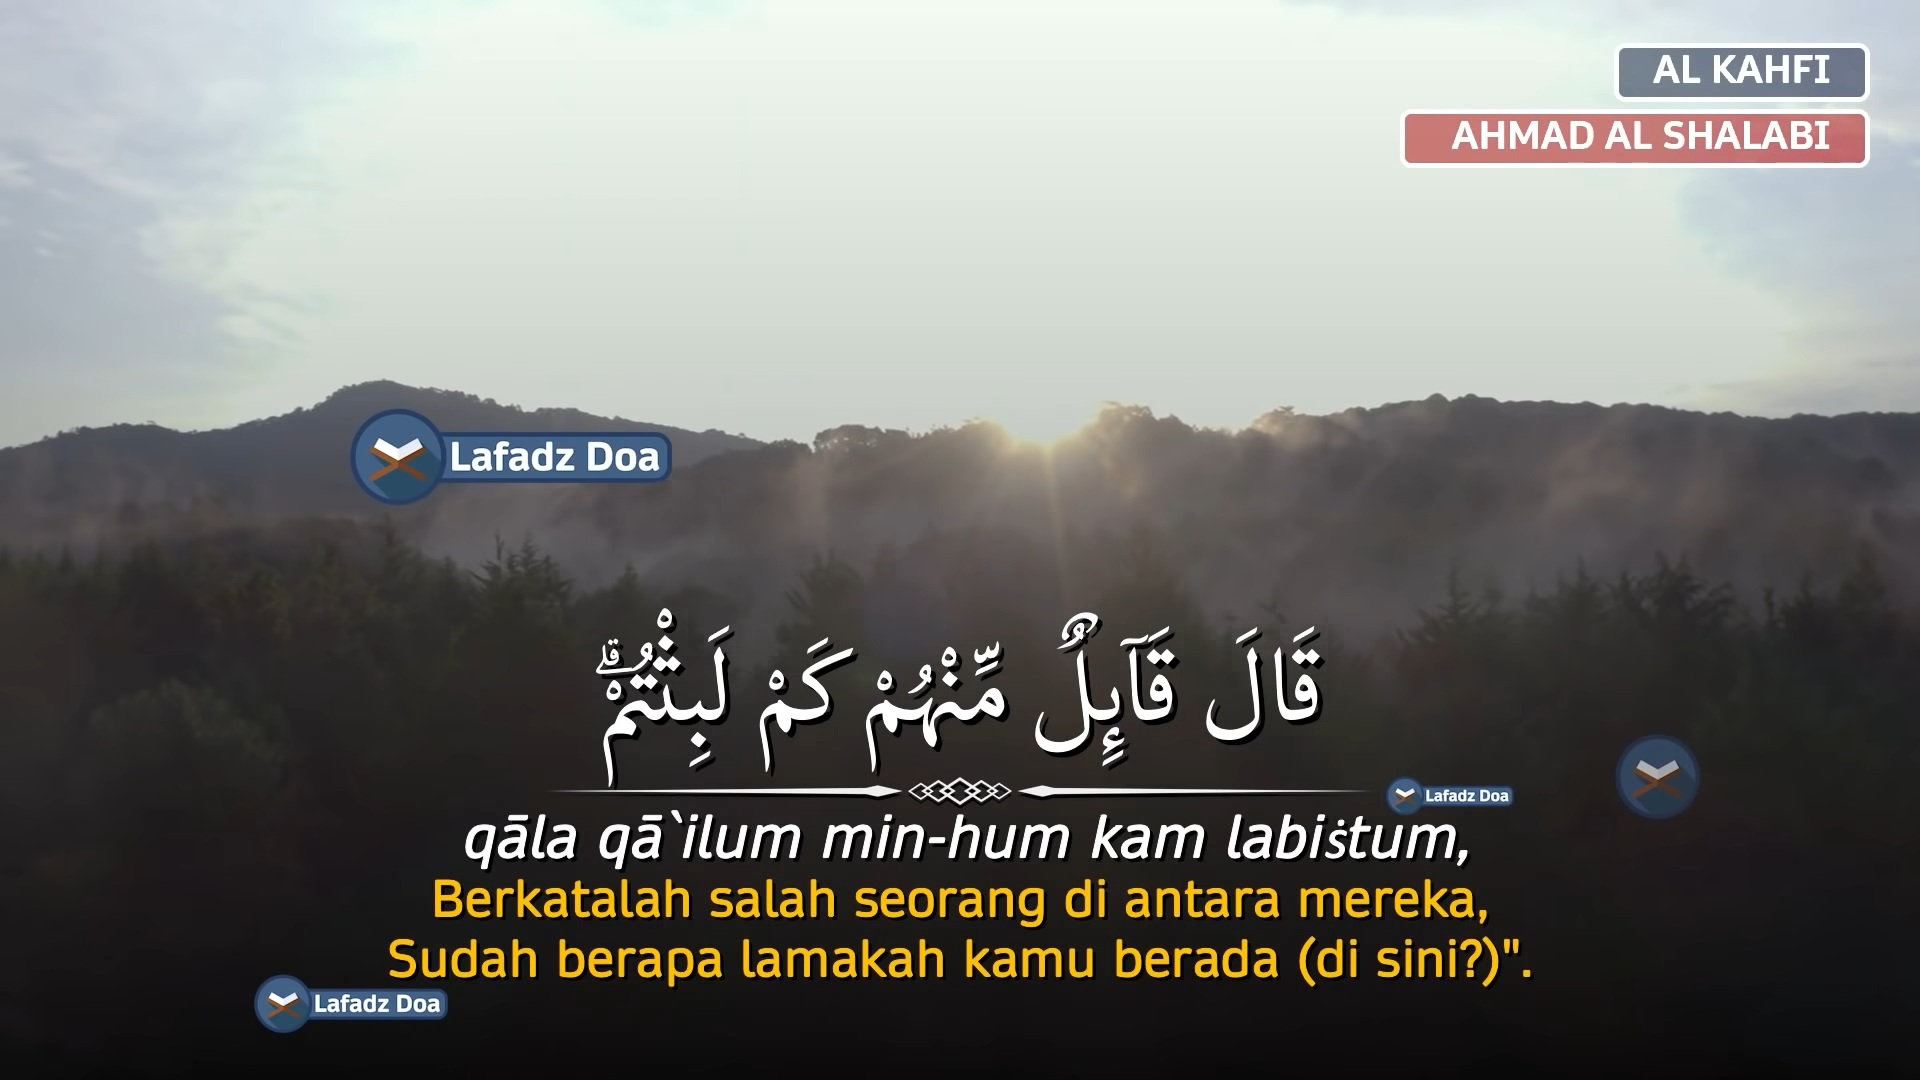 AL KAHFI
AHMAD AL SHALABI
Lafadz Doa
قَالَ قَآىِٕلٌ مِّنْهُمْ كَمْ لَبِثْتُمْۗ
Lafadz Doa
qāla qā`ilum min-hum kam labiṡtum,
Berkatalah salah seorang di antara mereka,
Sudah berapa lamakah kamu berada (di sini?)".
Lafadz Doa